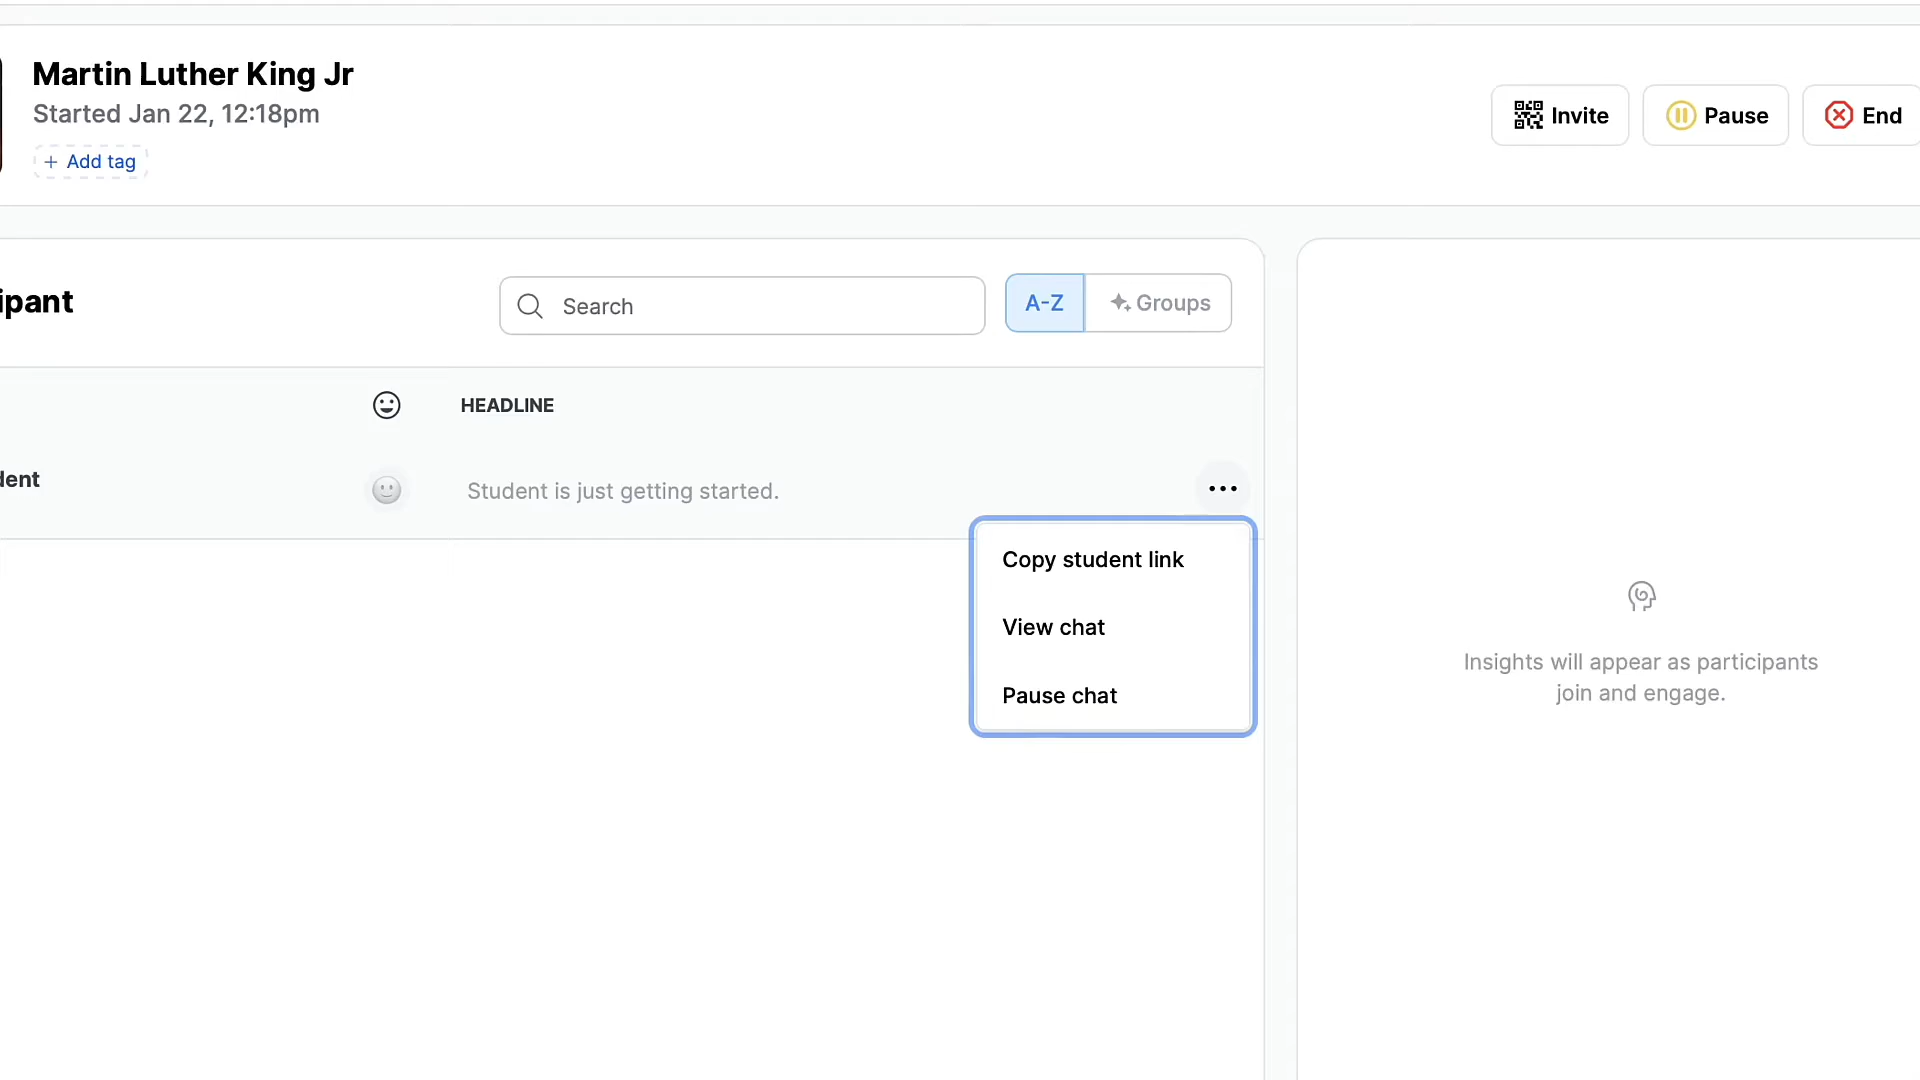 Martin Luther King Jr
Started Jan 22, 12:18pm
+ Add tag
Invite
Pause
End
ipant
Search
A-Z
Groups
HEADLINE
dent
Student is just getting started.
Copy student link
View chat
Pause chat
Insights will appear as participants
join and engage.